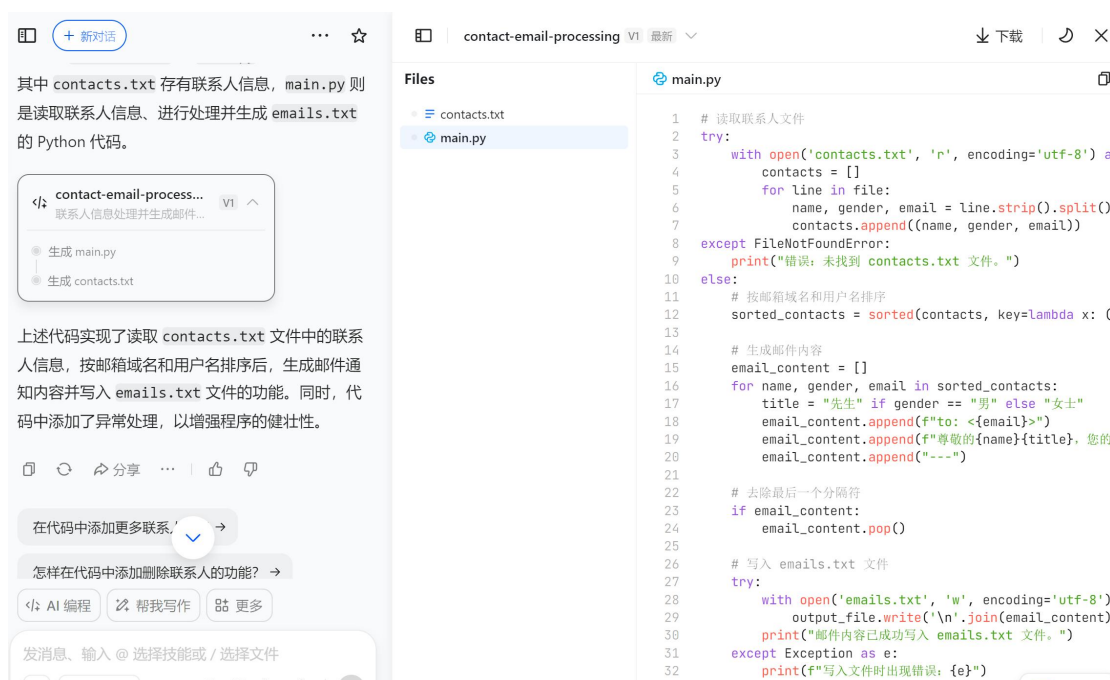 新对话
其中 contacts.txt 存有联系人信息，main.py 则
是读取联系人信息、进行处理并生成 emails.txt
的 Python 代码。
contact-email-process...
V1
联系人信息处理并生成邮件...
生成 main.py
生成 contacts.txt
上述代码实现了读取 contacts.txt 文件中的联系
人信息，按邮箱域名和用户名排序后，生成邮件通
知内容并写入 emails.txt 文件的功能。同时，代
码中添加了异常处理，以增强程序的健壮性。
分享
在代码中添加更多联系
怎样在代码中添加删除联系人的功能？
AI 编程
帮我写作
更多
发消息、输入 @ 选择技能或 / 选择文件
contact-email-processing V1 最新
下载
Files
contacts.txt
main.py
main.py
1 # 读取联系人文件
2 try:
3 with open('contacts.txt', 'r', encoding='utf-8') a
4 contacts = []
5 for line in file:
6 name, gender, email = line.strip().split()
7 contacts.append((name, gender, email))
8 except FileNotFoundError:
9 print("错误：未找到 contacts.txt 文件。")
10 else:
11 # 按邮箱域名和用户名排序
12 sorted_contacts = sorted(contacts, key=lambda x: (
13
14 # 生成邮件内容
15 email_content = []
16 for name, gender, email in sorted_contacts:
17 title = "先生" if gender == "男" else "女士"
18 email_content.append(f"to: <{email}>")
19 email_content.append(f"尊敬的{name}{title}，您的
20 email_content.append("---")
21
22 # 去除最后一个分隔符
23 if email_content:
24 email_content.pop()
25
26 # 写入 emails.txt 文件
27 try:
28 with open('emails.txt', 'w', encoding='utf-8')
29 output_file.write('\n'.join(email_content)
30 print("邮件内容已成功写入 emails.txt 文件。")
31 except Exception as e:
32 print(f"写入文件时出现错误：{e}")